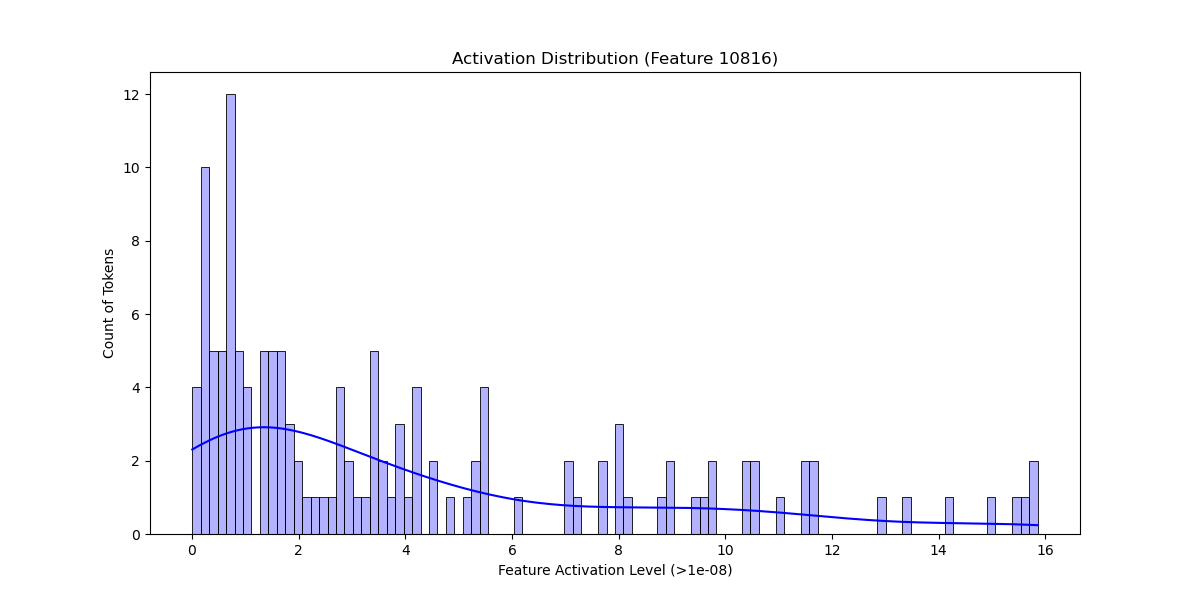 Activation Distribution (Feature 10816)
12
10
8
6
4
2
0
Count of Tokens
0 2 4 6 8 10 12 14 16
Feature Activation Level (>1e-08)